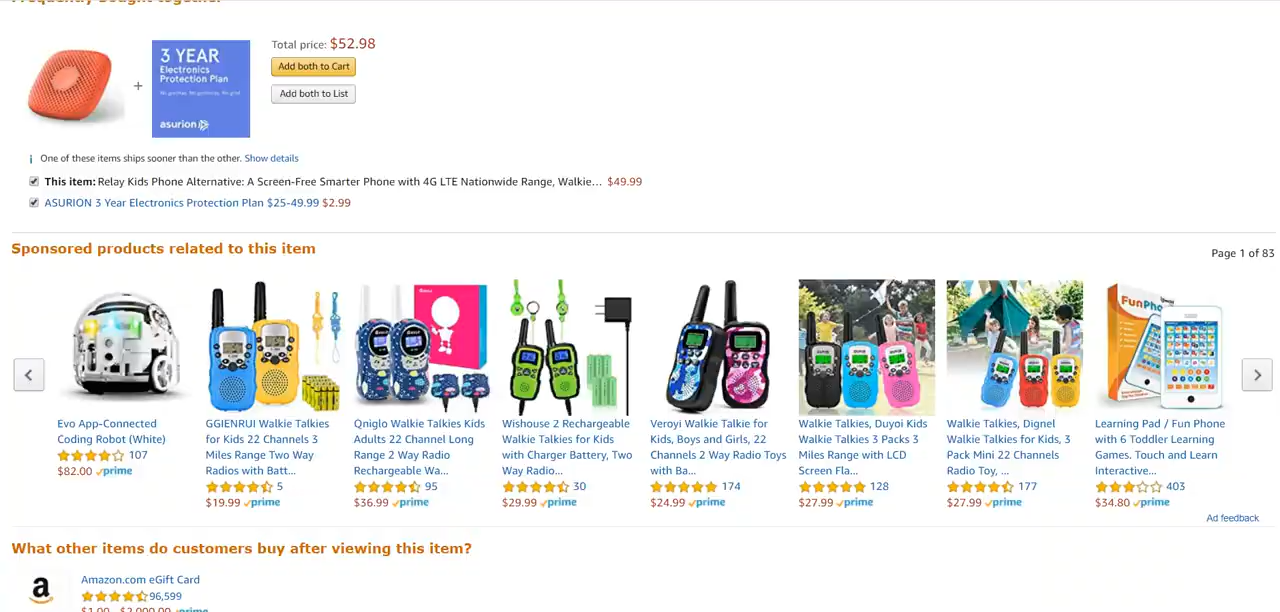 Frequently bought together
3 YEAR
Electronics
Protection Plan
asurion
+
Total price: $52.98
Add both to Cart
Add both to List
i One of these items ships sooner than the other. Show details
This item: Relay Kids Phone Alternative: A Screen-Free Smarter Phone with 4G LTE Nationwide Range, Walkie… $49.99
ASURION 3 Year Electronics Protection Plan $25-49.99 $2.99
Sponsored products related to this item
Page 1 of 83
Evo App-Connected
Coding Robot (White)
107
$82.00 prime
GGIENRUI Walkie Talkies
for Kids 22 Channels 3
Miles Range Two Way
Radios with Batt...
5
$19.99 prime
Qniglo Walkie Talkies Kids
Adults 22 Channel Long
Range 2 Way Radio
Rechargeable Wa...
95
$36.99 prime
Wishouse 2 Rechargeable
Walkie Talkies for Kids
with Charger Battery, Two
Way Radio...
30
$29.99 prime
Veroyi Walkie Talkie for
Kids, Boys and Girls, 22
Channels 2 Way Radio Toys
with Ba...
174
$24.99 prime
Walkie Talkies, Duyoi Kids
Walkie Talkies 3 Packs 3
Miles Range with LCD
Screen Fla...
128
$27.99 prime
Walkie Talkies, Dignel
Walkie Talkies for Kids, 3
Pack Mini 22 Channels
Radio Toy, ...
177
$27.99 prime
FunPho
Learning Pad / Fun Phone
with 6 Toddler Learning
Games. Touch and Learn
Interactive...
403
$34.80 prime
Ad feedback
What other items do customers buy after viewing this item?
a
Amazon.com eGift Card
96,599
$1.00 - $2,000.00 prime